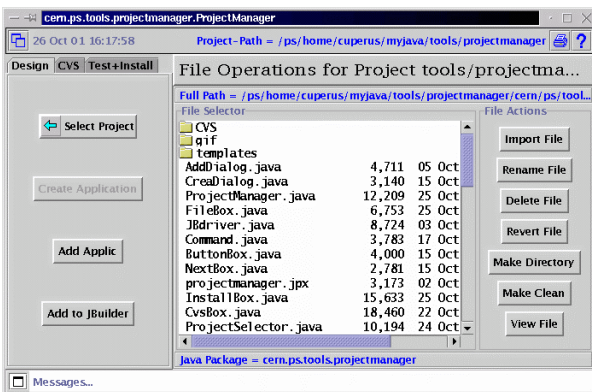 cern.ps.tools.projectmanager.ProjectManager
26 Oct 01 16:17:58 Project-Path = /ps/home/cuperus/myjava/tools/projectmanager ?
Design CVS Test+Install
File Operations for Project tools/projectma...
Full Path = /ps/home/cuperus/myjava/tools/projectmanager/cern/ps/tool...
Select Project
Create Application
Add Applic
Add to JBuilder
File Selector
CVS
gif
templates
AddDialog.java 4,711 05 Oct
CreaDialog.java 3,140 15 Oct
ProjectManager.java 12,209 25 Oct
FileBox.java 6,753 25 Oct
JBdriver.java 8,724 03 Oct
Command.java 3,783 17 Oct
ButtonBox.java 4,000 15 Oct
NextBox.java 2,781 15 Oct
projectmanager.jpx 3,173 02 Oct
InstallBox.java 15,633 25 Oct
CvsBox.java 18,460 22 Oct
ProjectSelector.java 10,194 24 Oct
File Actions
Import File
Rename File
Delete File
Revert File
Make Directory
Make Clean
View File
Java Package = cern.ps.tools.projectmanager
Messages...